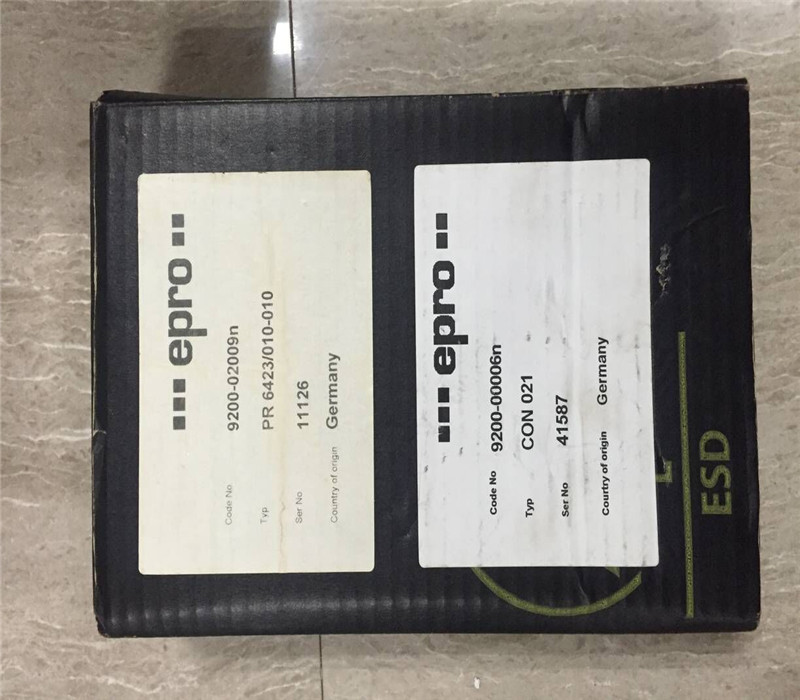 epro
Code No 9200-02009n
Typ PR 6423/010-010
Ser No 11126
Country of origin Germany
epro
Code No 9200-00006n
Typ CON 021
Ser No 41587
Country of origin Germany
L
ESD